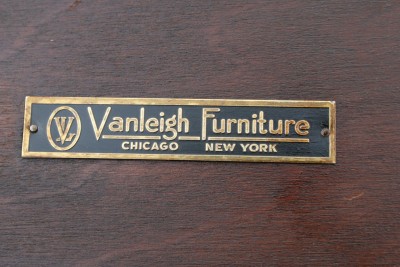 VL Vanleigh Furniture
CHICAGO NEW YORK